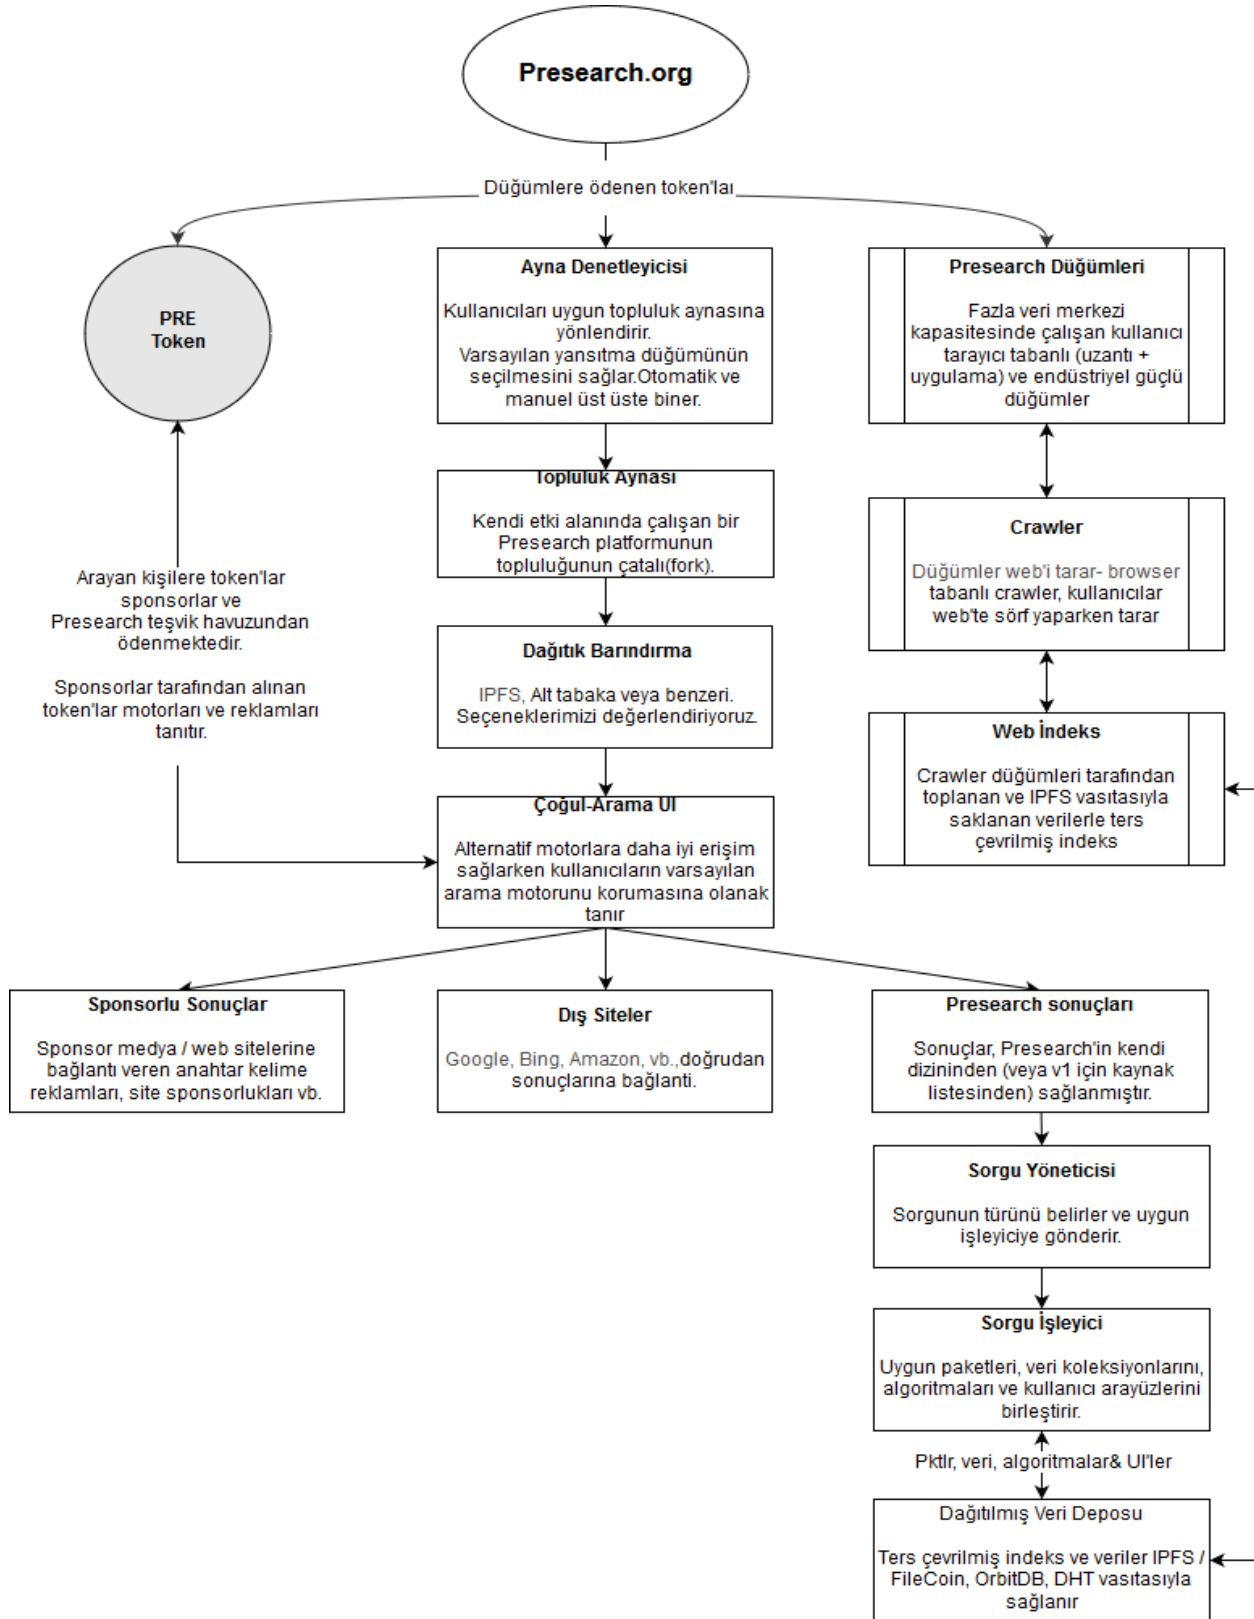 Presearch.org
Düğümlere ödenen token'laı
PRE
Token
Ayna Denetleyicisi
Kullanıcıları uygun topluluk aynasına
yönlendirir.
Varsayılan yansıtma düğümünün
seçilmesini sağlar.Otomatik ve
manuel üst üste biner.
Presearch Düğümleri
Fazla veri merkezi
kapasitesinde çalışan kullanıcı
tarayıcı tabanlı (uzantı +
uygulama) ve endüstriyel güçlü
düğümler
Topluluk Aynası
Kendi etki alanında çalışan bir
Presearch platformunun
topluluğunun çatalı(fork).
Crawler
Düğümler web'i tarar- browser
tabanlı crawler, kullanıcılar
web'te sörf yaparken tarar
Arayan kişilere token'lar
sponsorlar ve
Presearch teşvik havuzundan
ödenmektedir.
Sponsorlar tarafından alınan
token'lar motorları ve reklamları
tanıtır.
Dağıtık Barındırma
IPFS, Alt tabaka veya benzeri.
Seçeneklerimizi değerlendiriyoruz.
Web İndeks
Crawler düğümleri tarafından
toplanan ve IPFS vasıtasıyla
saklanan verilerle ters
çevrilmiş indeks
Çoğul-Arama UI
Alternatif motorlara daha iyi erişim
sağlarken kullanıcıların varsayılan
arama motorunu korumasına olanak
tanır
Sponsorlu Sonuçlar
Sponsor medya / web sitelerine
bağlantı veren anahtar kelime
reklamları, site sponsorlukları vb.
Dış Siteler
Google, Bing, Amazon, vb.,doğrudan
sonuçlarına bağlanti.
Presearch sonuçları
Sonuçlar, Presearch'in kendi
dizininden (veya v1 için kaynak
listesinden) sağlanmıştır.
Sorgu Yöneticisi
Sorgunun türünü belirler ve uygun
işleyiciye gönderir.
Sorgu İşleyici
Uygun paketleri, veri koleksiyonlarını,
algoritmaları ve kullanıcı arayüzlerini
birleştirir.
Pktlr, veri, algoritmalar& UI'ler
Dağıtılmış Veri Deposu
Ters çevrilmiş indeks ve veriler IPFS /
FileCoin, OrbitDB, DHT vasıtasıyla
sağlanır